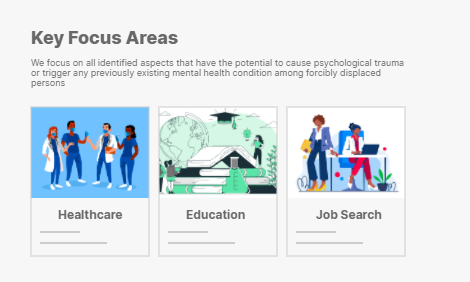 Key Focus Areas
We focus on all identified aspects that have the potential to cause psychological trauma
or trigger any previously existing mental health condition among forcibly displaced
persons
Healthcare
Education
Job Search